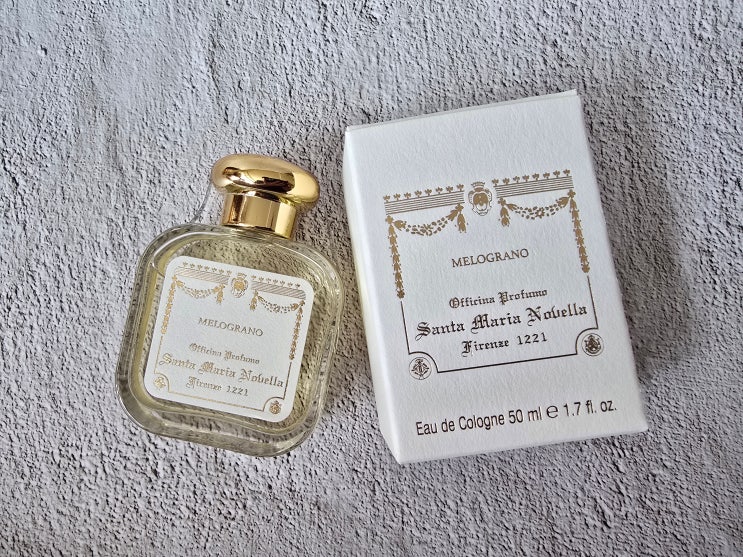 MELOGRANO
Officina Profumo
Santa Maria Novella
Firenze 1221
MELOGRANO
Officina Profumo
Santa Maria Novella
Firenze 1221
Eau de Cologne 50 ml ℮ 1.7 fl. oz.